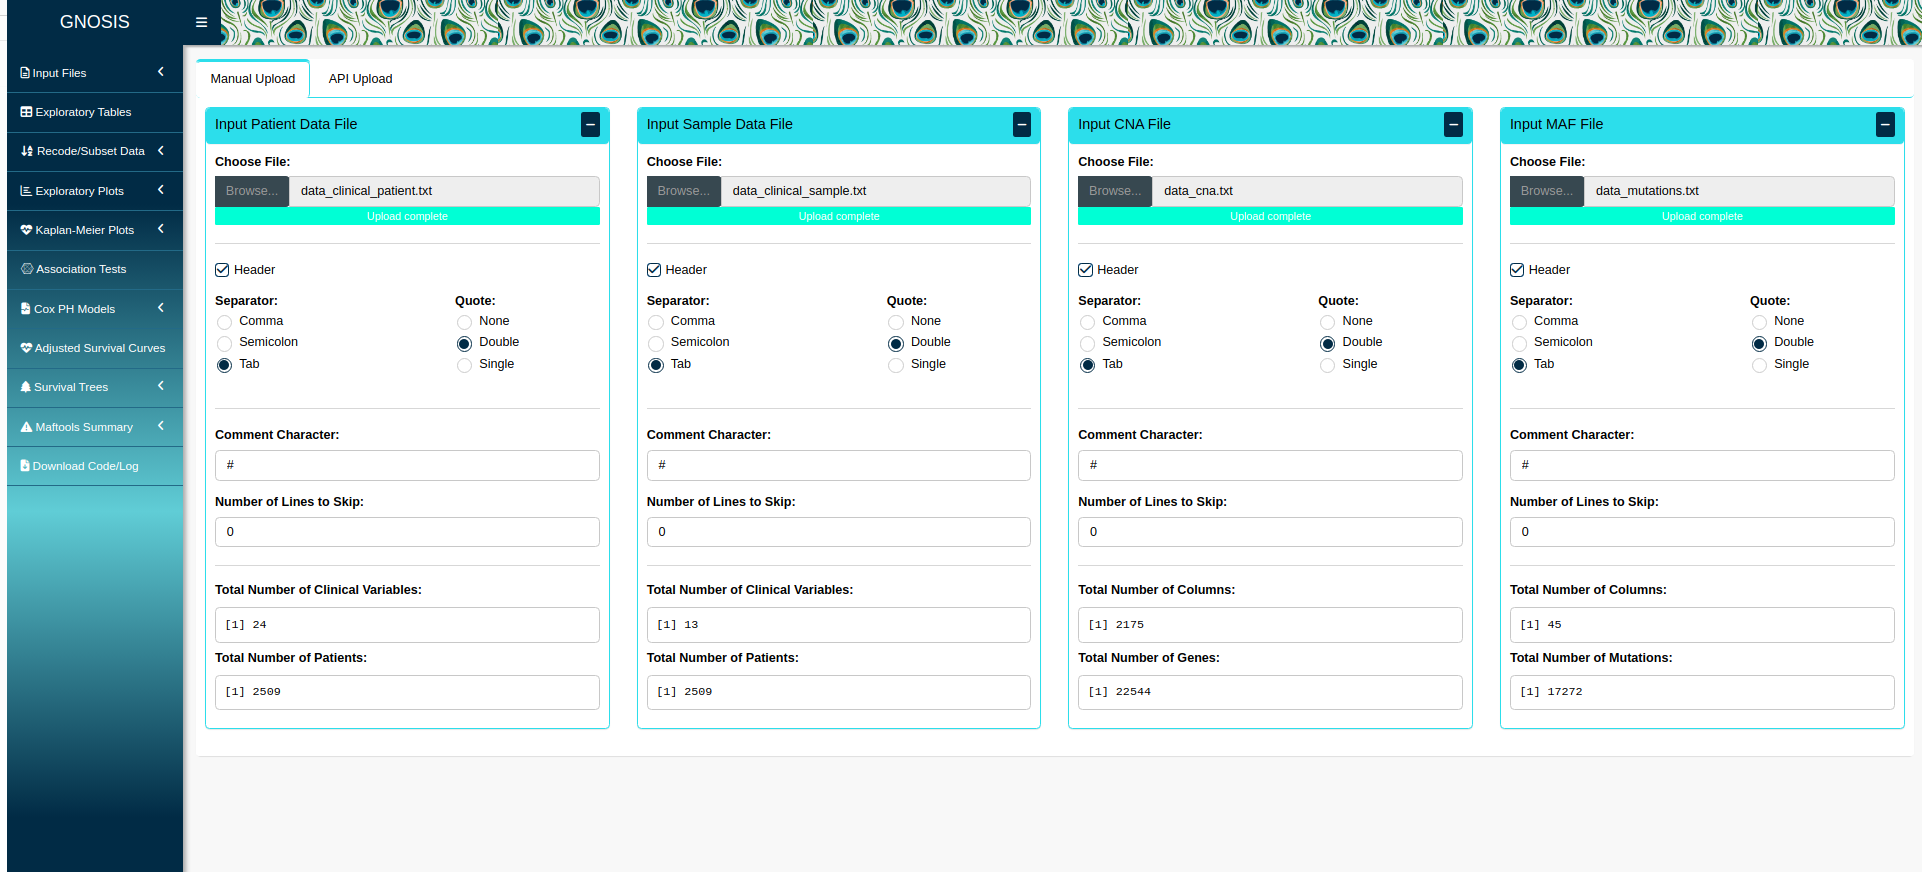 GNOSIS
Input Files
Exploratory Tables
Recode/Subset Data
Exploratory Plots
Kaplan-Meier Plots
Association Tests
Cox PH Models
Adjusted Survival Curves
Survival Trees
Maftools Summary
Download Code/Log
Manual Upload API Upload
Input Patient Data File
Choose File:
Browse... data_clinical_patient.txt
Upload complete
Header
Separator: Quote:
Comma None
Semicolon Double
Tab Single
Comment Character:
#
Number of Lines to Skip:
0
Total Number of Clinical Variables:
[1] 24
Total Number of Patients:
[1] 2509
Input Sample Data File
Choose File:
Browse... data_clinical_sample.txt
Upload complete
Header
Separator: Quote:
Comma None
Semicolon Double
Tab Single
Comment Character:
#
Number of Lines to Skip:
0
Total Number of Clinical Variables:
[1] 13
Total Number of Patients:
[1] 2509
Input CNA File
Choose File:
Browse... data_cna.txt
Upload complete
Header
Separator: Quote:
Comma None
Semicolon Double
Tab Single
Comment Character:
#
Number of Lines to Skip:
0
Total Number of Columns:
[1] 2175
Total Number of Genes:
[1] 22544
Input MAF File
Choose File:
Browse... data_mutations.txt
Upload complete
Header
Separator: Quote:
Comma None
Semicolon Double
Tab Single
Comment Character:
#
Number of Lines to Skip:
0
Total Number of Columns:
[1] 45
Total Number of Mutations:
[1] 17272